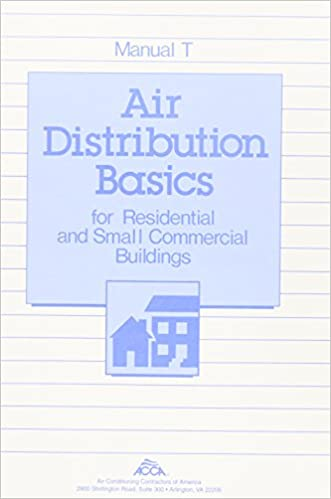 Manual T
Air
Distribution
Basics
for Residential
and Small Commercial
Buildings
ACCA
Air Conditioning Contractors of America
2800 Shirlington Road, Suite 300 • Arlington, VA 22206